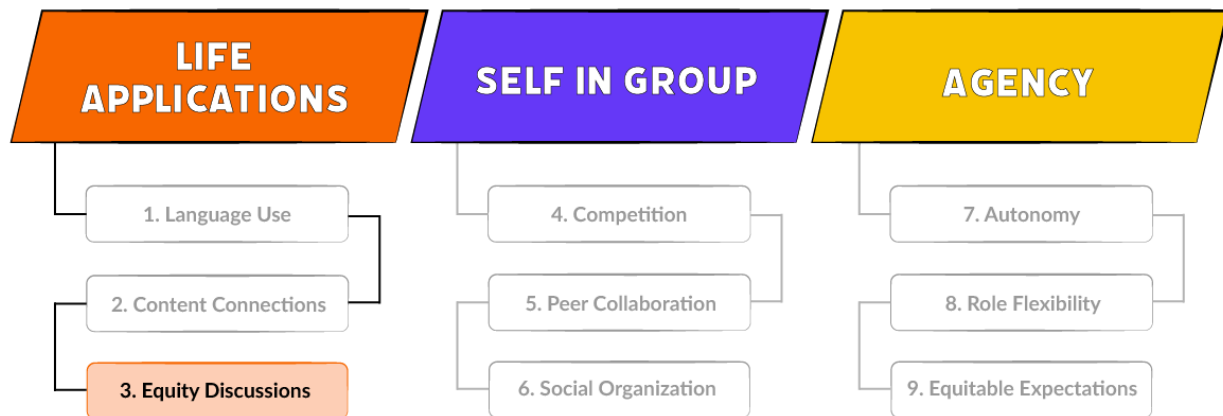 LIFE
APPLICATIONS
1. Language Use
2. Content Connections
3. Equity Discussions
SELF IN GROUP
4. Competition
5. Peer Collaboration
6. Social Organization
AGENCY
7. Autonomy
8. Role Flexibility
9. Equitable Expectations